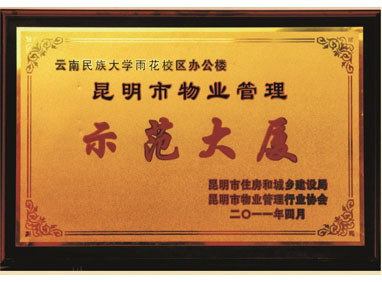 云南民族大学雨花校区办公楼
昆明市物业管理
示范大厦
昆明市住房和城乡建设局
昆明市物业管理行业协会
二〇一一年四月